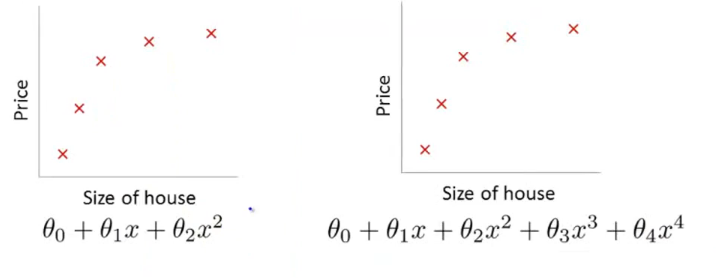 Price
Size of house
θ₀ + θ₁x + θ₂x²
Price
Size of house
θ₀ + θ₁x + θ₂x² + θ₃x³ + θ₄x⁴